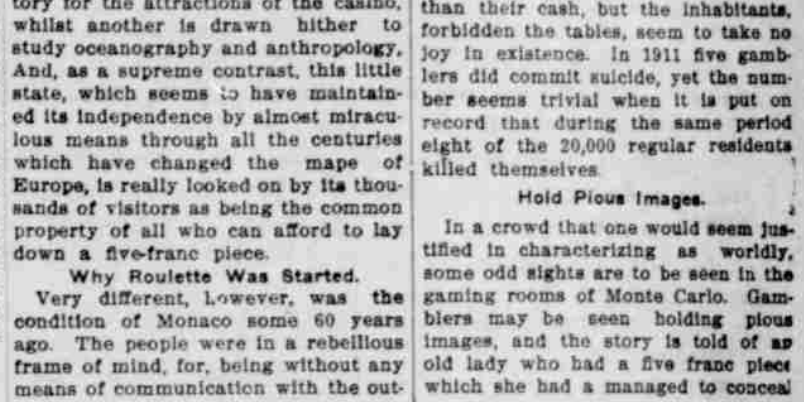 tory for the attractions of the casino,
whilst another is drawn hither to
study oceanography and anthropology.
And, as a supreme contrast, this little
state, which seems to have maintain-
ed its independence by almost miracu-
lous means through all the centuries
which have changed the mape of
Europe, is really looked on by its thou-
sands of visitors as being the common
property of all who can afford to lay
down a five-franc piece.
Why Roulette Was Started.
Very different, however, was the
condition of Monaco some 60 years
ago. The people were in a rebellious
frame of mind, for, being without any
means of communication with the out-
than their cash, but the inhabitants,
forbidden the tables, seem to take no
joy in existence. In 1911 five gamb-
lers did commit suicide, yet the num-
ber seems trivial when it is put on
record that during the same period
eight of the 20,000 regular residents
killed themselves.
Hold Pious Images.
In a crowd that one would seem jus-
tified in characterizing as worldly,
some odd sights are to be seen in the
gaming rooms of Monte Carlo. Gam-
blers may be seen holding pious
images, and the story is told of an
old lady who had a five franc piece
which she had a managed to conceal